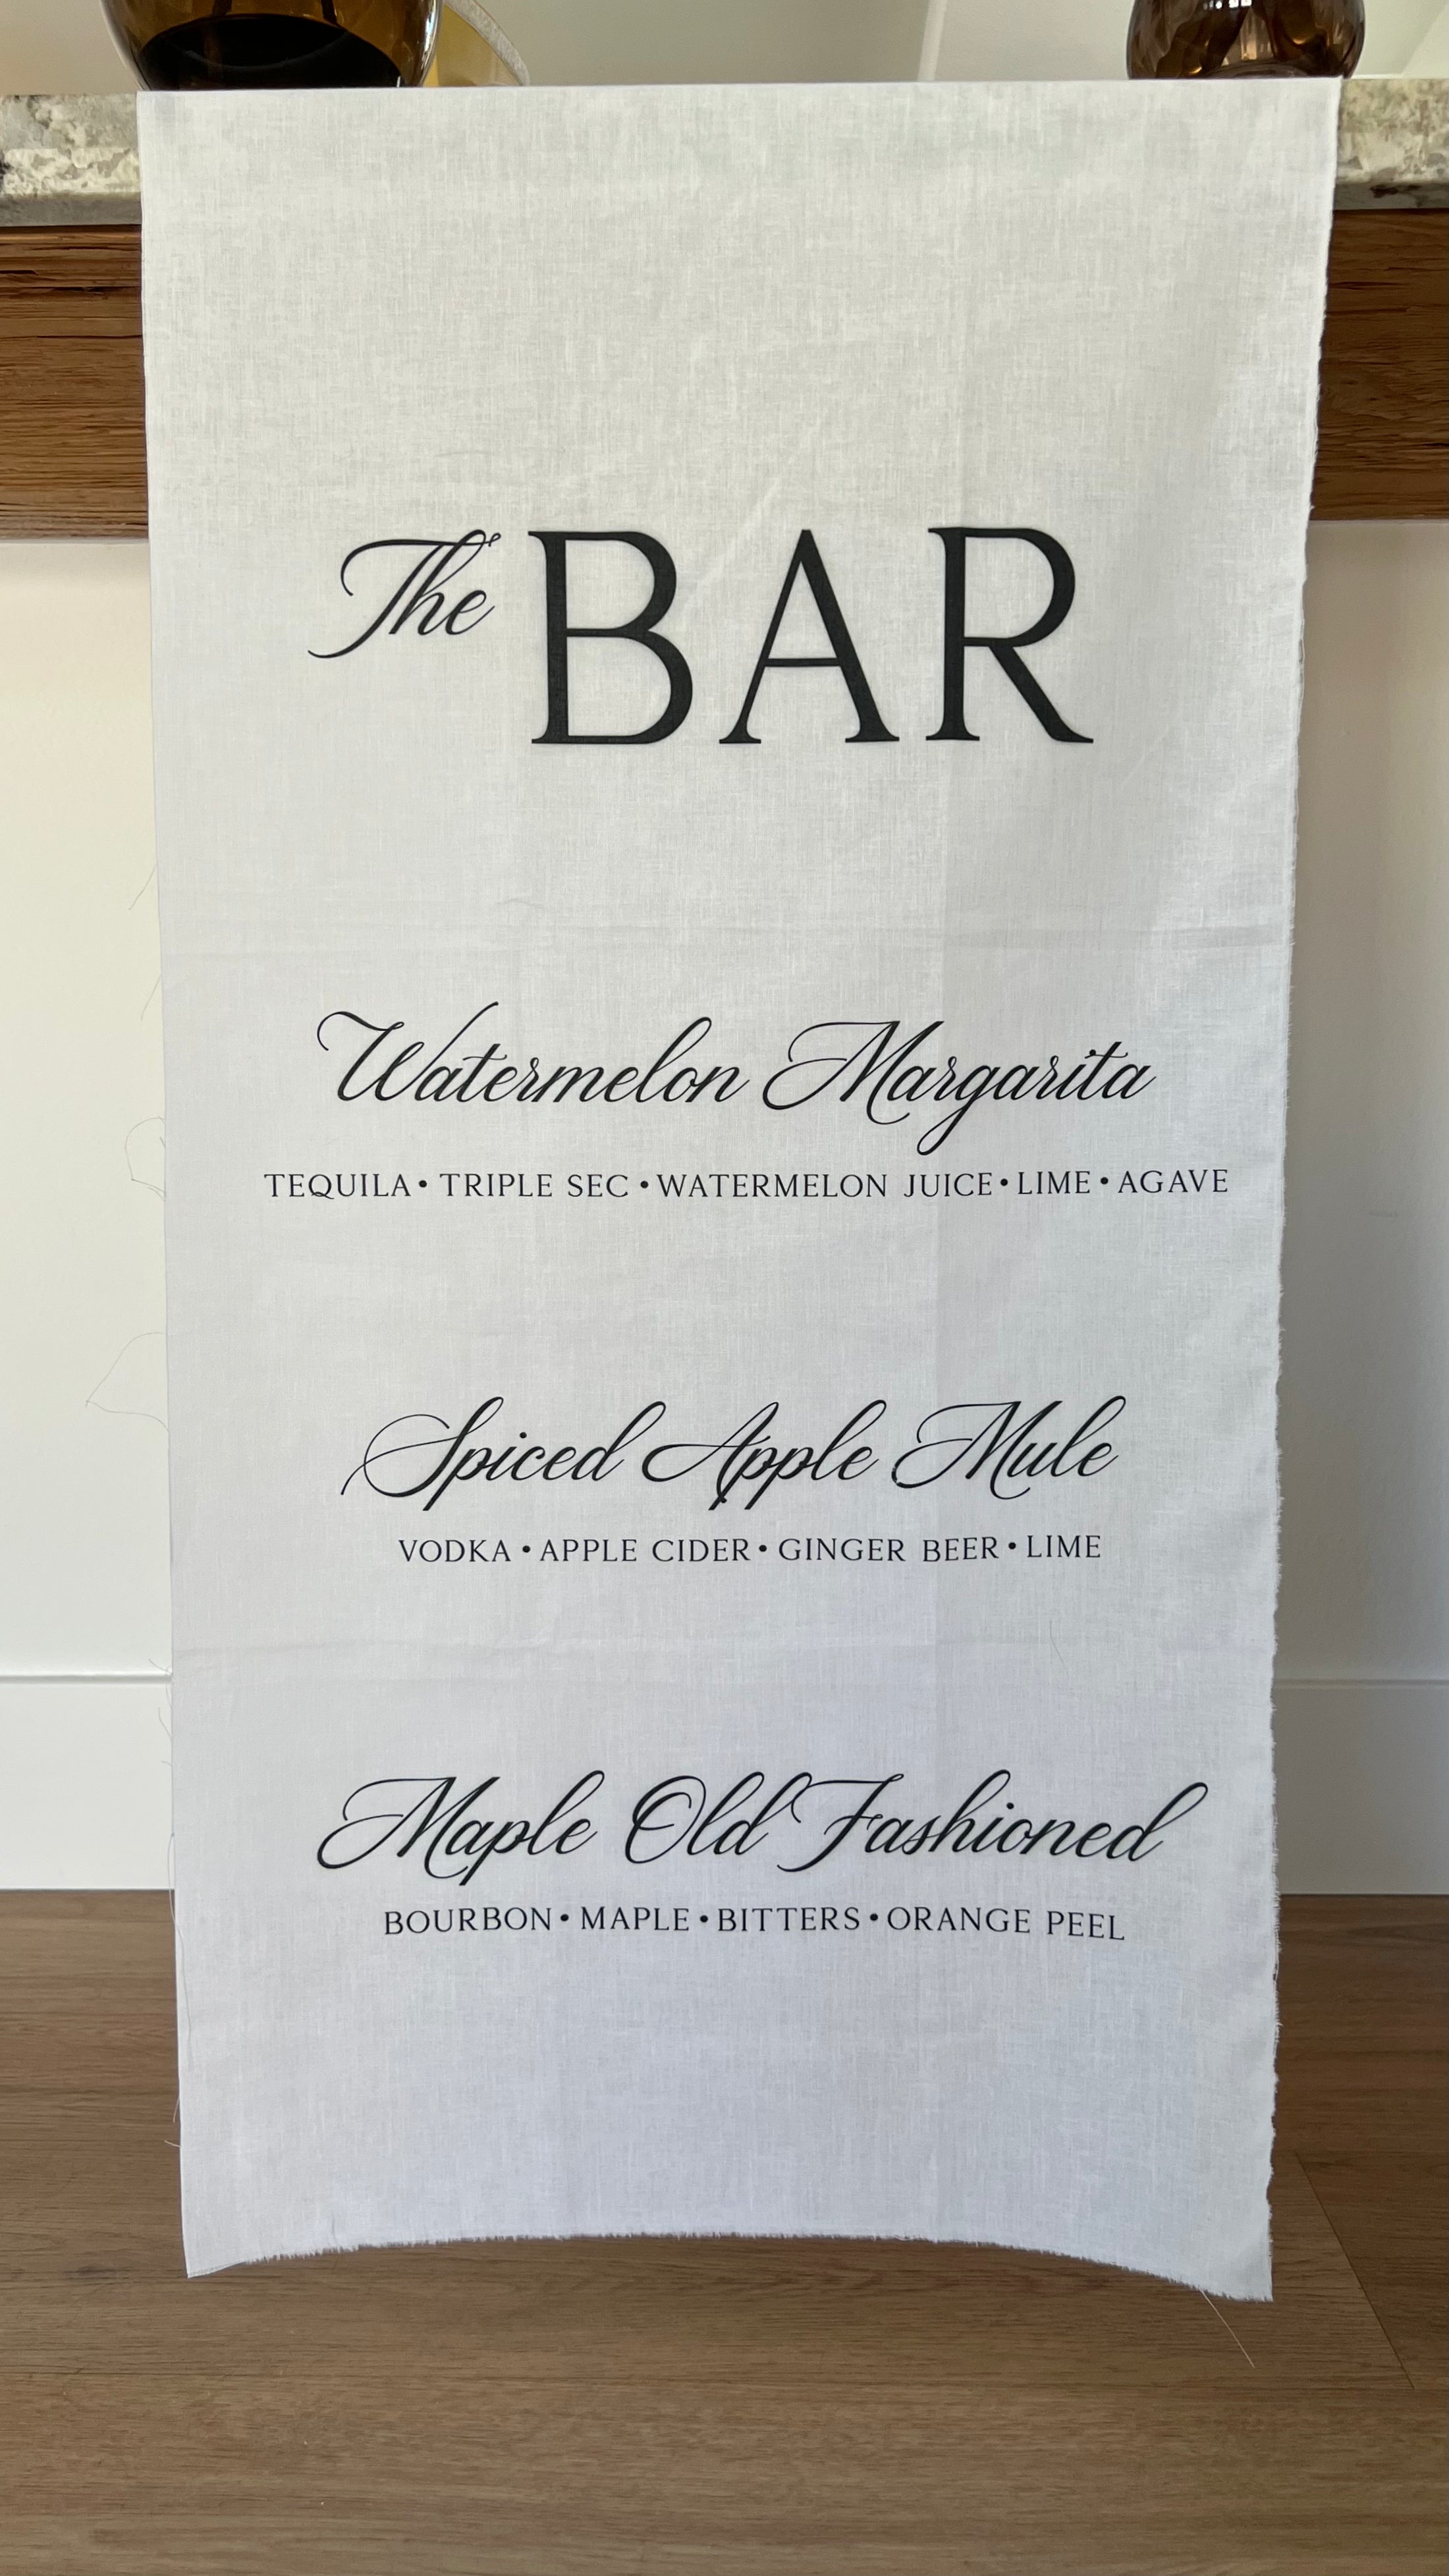 The BAR
Watermelon Margarita
TEQUILA • TRIPLE SEC • WATERMELON JUICE • LIME • AGAVE
Spiced Apple Mule
VODKA • APPLE CIDER • GINGER BEER • LIME
Maple Old Fashioned
BOURBON • MAPLE • BITTERS • ORANGE PEEL